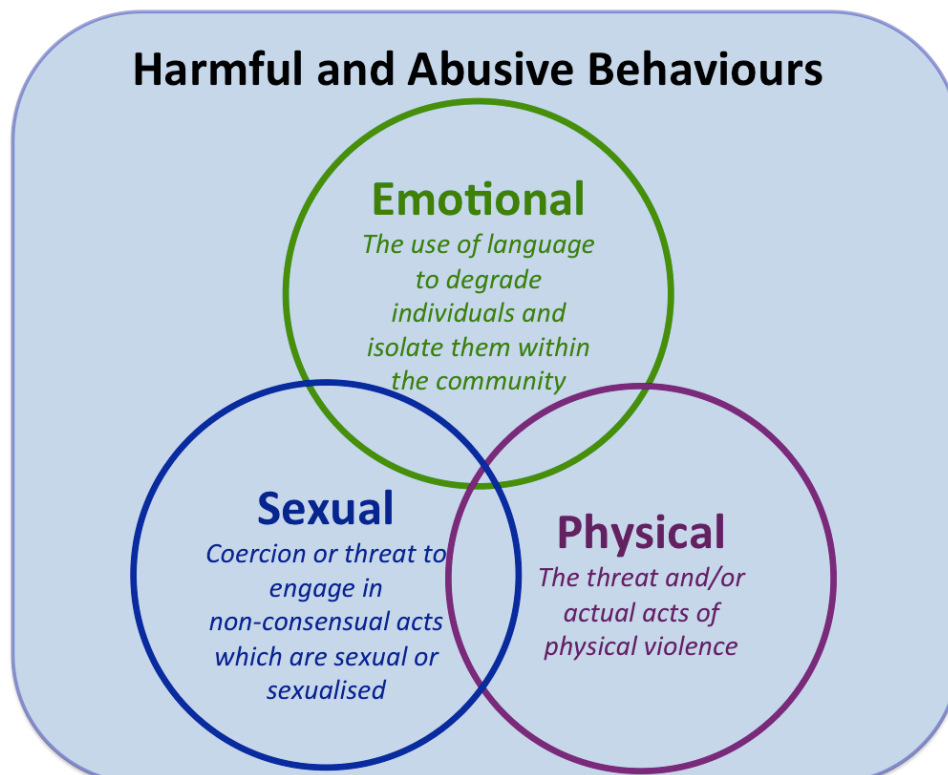 Harmful and Abusive Behaviours
Emotional
The use of language
to degrade
individuals and
isolate them within
the community
Sexual
Coercion or threat to
engage in
non-consensual acts
which are sexual or
sexualised
Physical
The threat and/or
actual acts of
physical violence